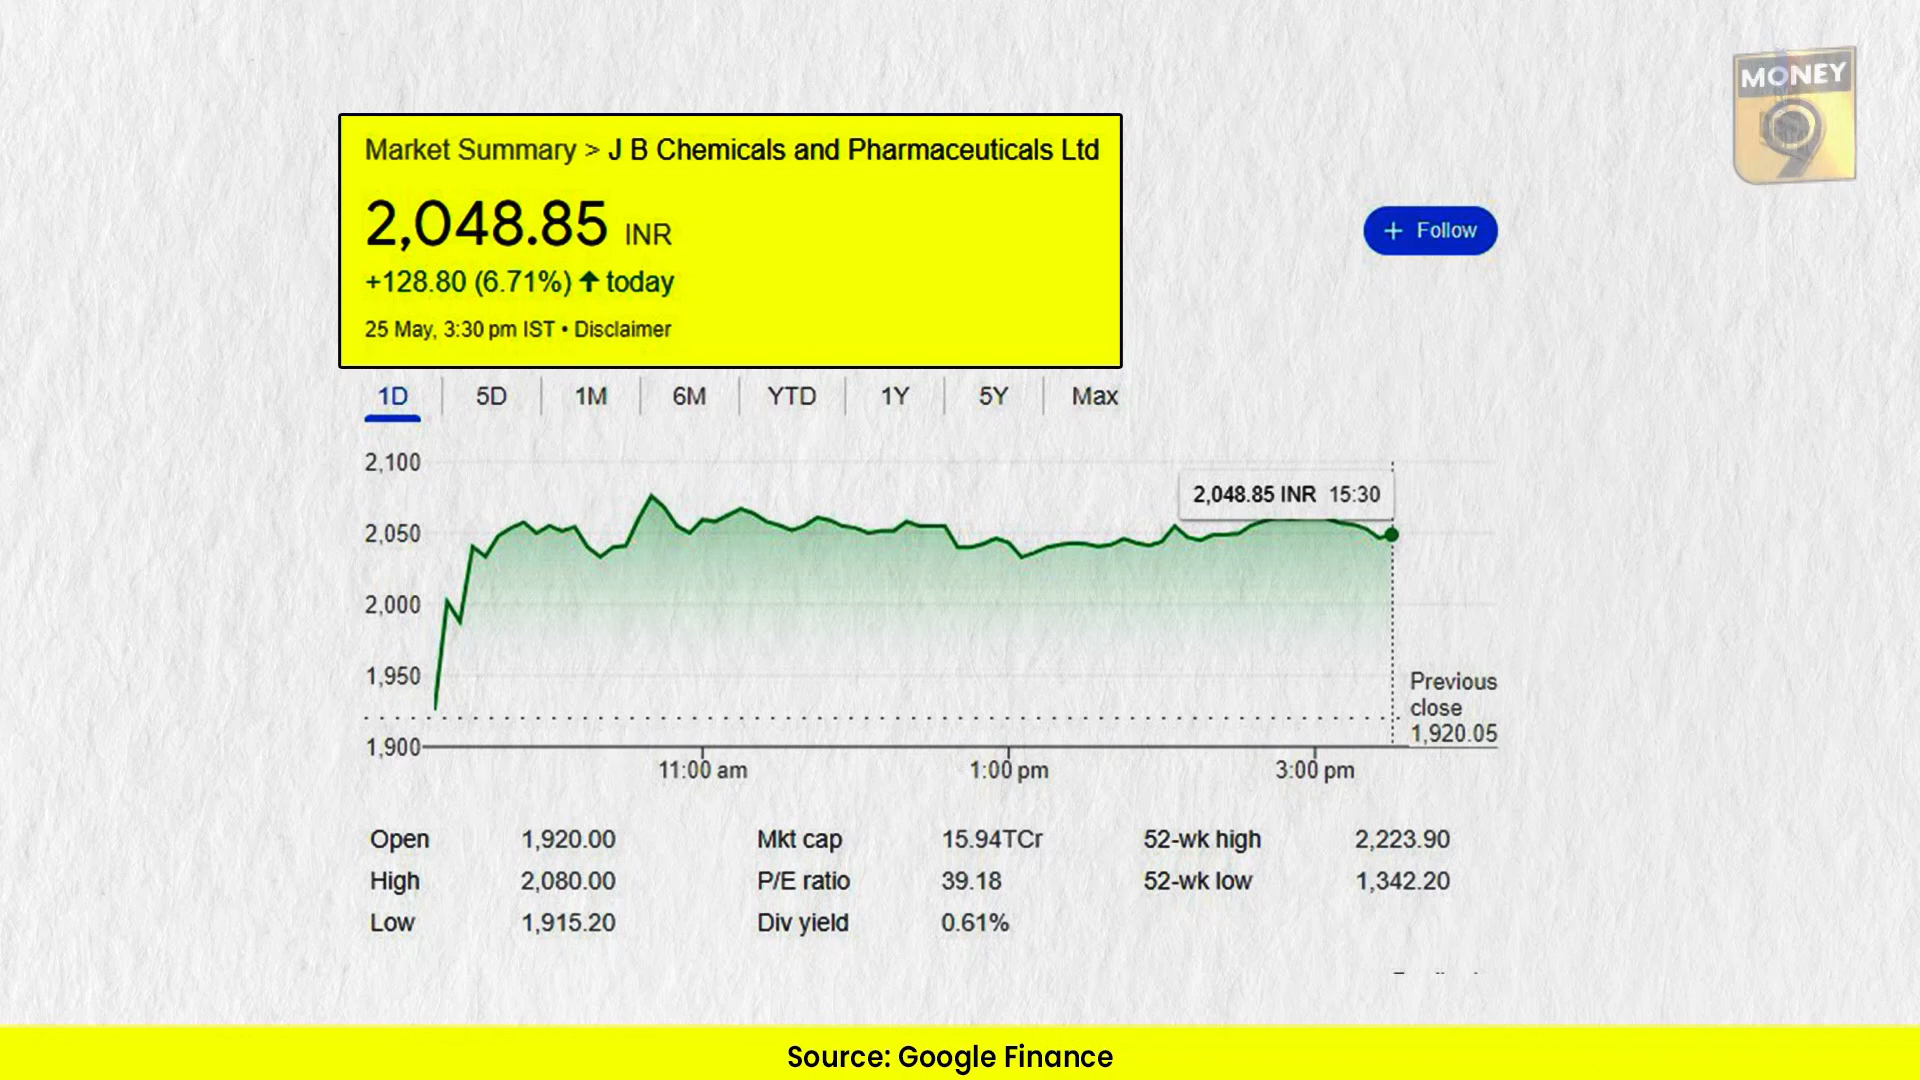 MONEY
9
Market Summary > J B Chemicals and Pharmaceuticals Ltd
2,048.85 INR
+128.80 (6.71%) ↑ today
25 May, 3:30 pm IST • Disclaimer
+ Follow
1D 5D 1M 6M YTD 1Y 5Y Max
2,100
2,048.85 INR 15:30
2,050
2,000
1,950
Previous
close
1,920.05
1,900
11:00 am 1:00 pm 3:00 pm
Open 1,920.00 Mkt cap 15.94TCr 52-wk high 2,223.90
High 2,080.00 P/E ratio 39.18 52-wk low 1,342.20
Low 1,915.20 Div yield 0.61%
Source: Google Finance